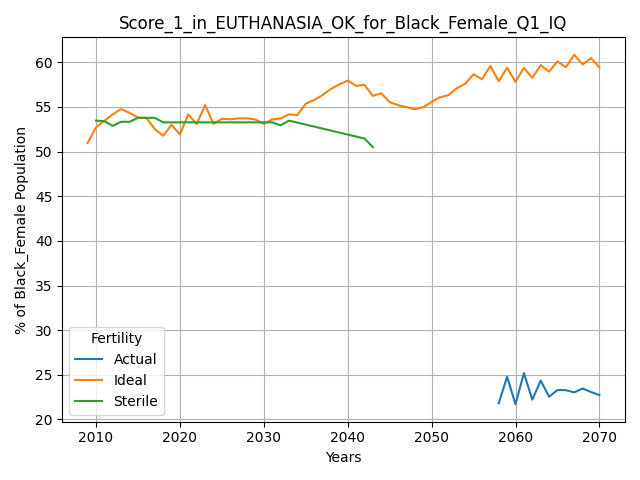 Score_1_in_EUTHANASIA_OK_for_Black_Female_Q1_IQ
% of Black_Female Population
60
55
50
45
40
35
30
25
20
Fertility
Actual
Ideal
Sterile
2010 2020 2030 2040 2050 2060 2070
Years